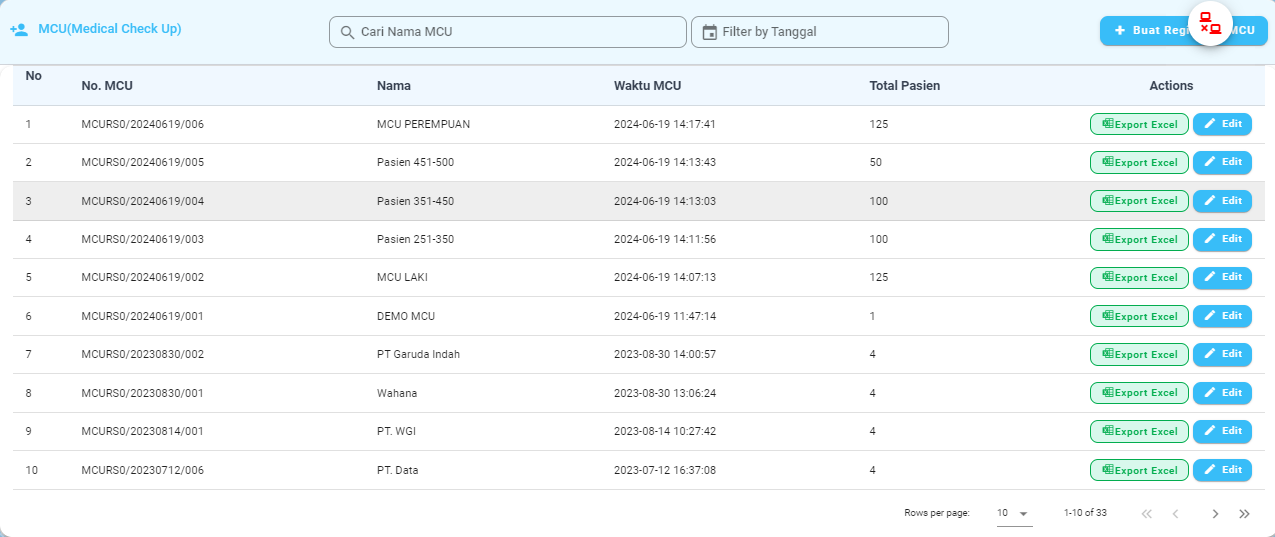 MCU(Medical Check Up)
Cari Nama MCU
Filter by Tanggal
+ Buat MCU
No No. MCU Nama Waktu MCU Total Pasien Actions
1 MCURS0/20240619/006 MCU PEREMPUAN 2024-06-19 14:17:41 125 Export Excel Edit
2 MCURS0/20240619/005 Pasien 451-500 2024-06-19 14:13:43 50 Export Excel Edit
3 MCURS0/20240619/004 Pasien 351-450 2024-06-19 14:13:03 100 Export Excel Edit
4 MCURS0/20240619/003 Pasien 251-350 2024-06-19 14:11:56 100 Export Excel Edit
5 MCURS0/20240619/002 MCU LAKI 2024-06-19 14:07:13 125 Export Excel Edit
6 MCURS0/20240619/001 DEMO MCU 2024-06-19 11:47:14 1 Export Excel Edit
7 MCURS0/20230830/002 PT Garuda Indah 2023-08-30 14:00:57 4 Export Excel Edit
8 MCURS0/20230830/001 Wahana 2023-08-30 13:06:24 4 Export Excel Edit
9 MCURS0/20230814/001 PT. WGI 2023-08-14 10:27:42 4 Export Excel Edit
10 MCURS0/20230712/006 PT. Data 2023-07-12 16:37:08 4 Export Excel Edit
Rows per page: 10 1-10 of 33